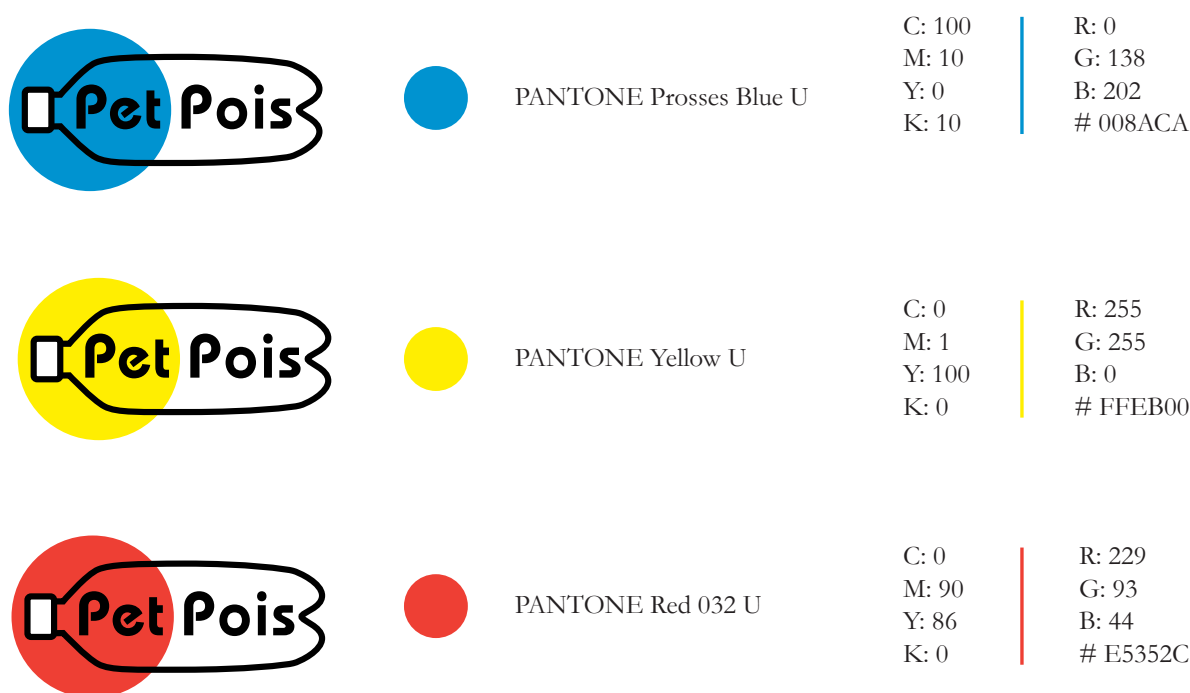 Pet Pois
PANTONE Prosses Blue U
C: 100
M: 10
Y: 0
K: 10
R: 0
G: 138
B: 202
# 008ACA
Pet Pois
PANTONE Yellow U
C: 0
M: 1
Y: 100
K: 0
R: 255
G: 255
B: 0
# FFEB00
Pet Pois
PANTONE Red 032 U
C: 0
M: 90
Y: 86
K: 0
R: 229
G: 93
B: 44
# E5352C